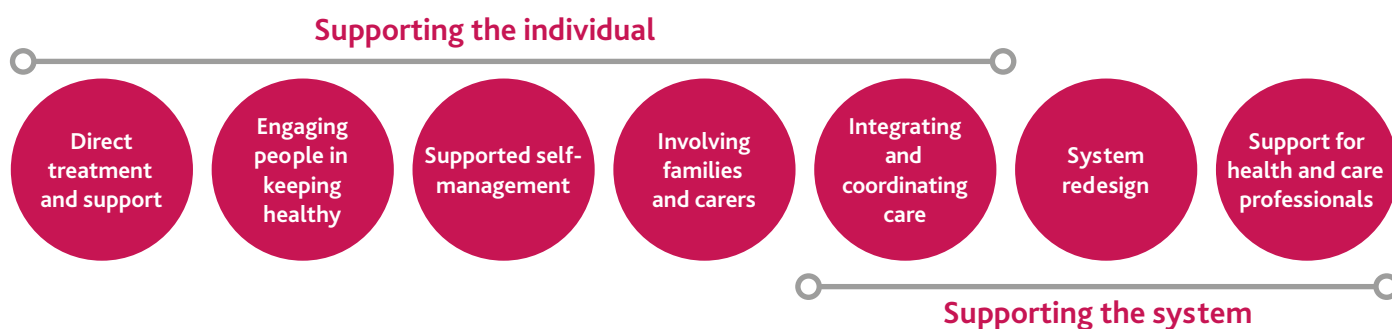 Supporting the individual
Direct
treatment
and support
Engaging
people in
keeping
healthy
Supported self-
management
Involving
families
and carers
Integrating
and
coordinating
care
System
redesign
Support for
health and care
professionals
Supporting the system